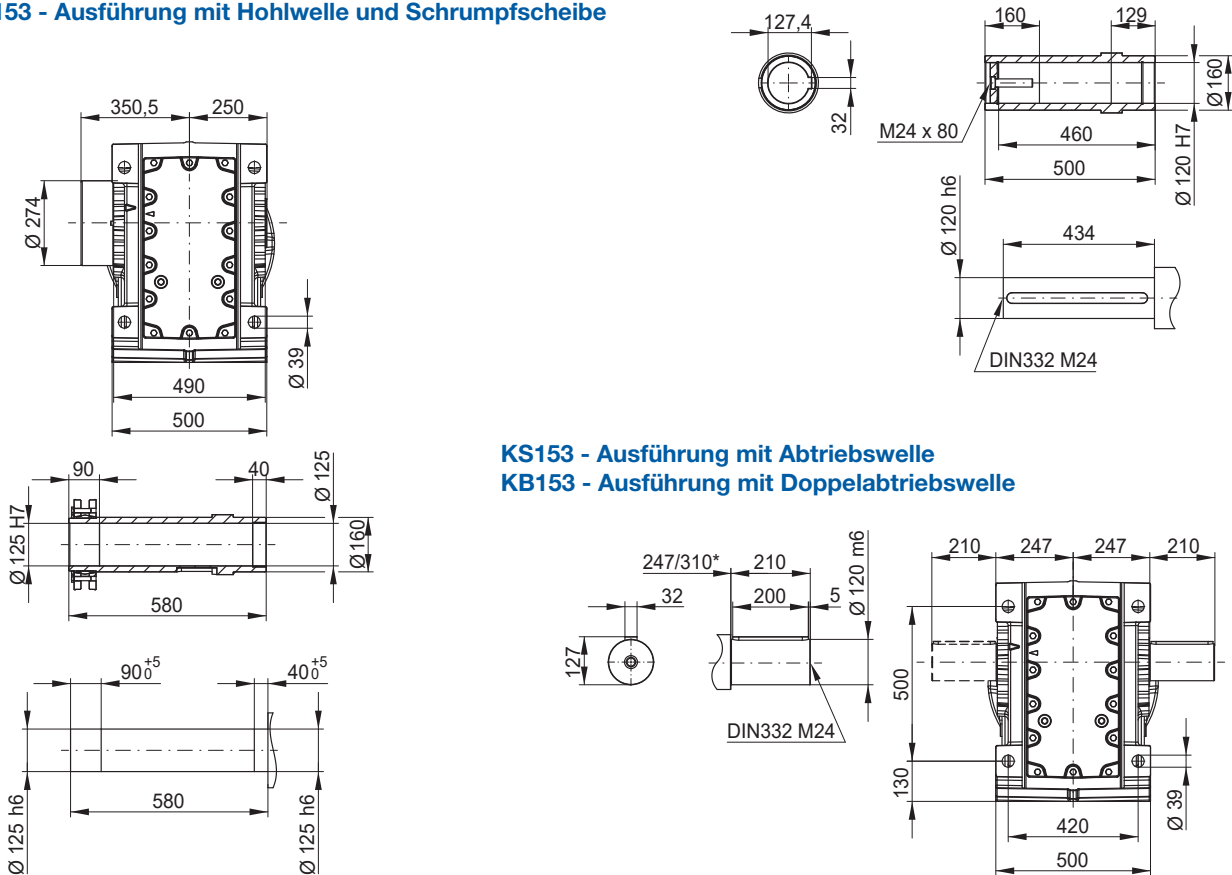 153 - Ausführung mit Hohlwelle und Schrumpfscheibe
350,5
250
Ø 274
Ø 39
490
500
90
40
Ø 125
Ø 125 H7
Ø160
580
90 +5 0
40 +5 0
580
Ø 125 h6
Ø 125 h6
127,4
32
160
129
Ø 160
M24 x 80
460
500
Ø 120 H7
Ø 120 h6
434
DIN332 M24
KS153 - Ausführung mit Abtriebswelle
KB153 - Ausführung mit Doppelabtriebswelle
247/310*
210
Ø 120 m6
32
200
5
127
DIN332 M24
210
247
247
210
500
130
Ø 39
420
500